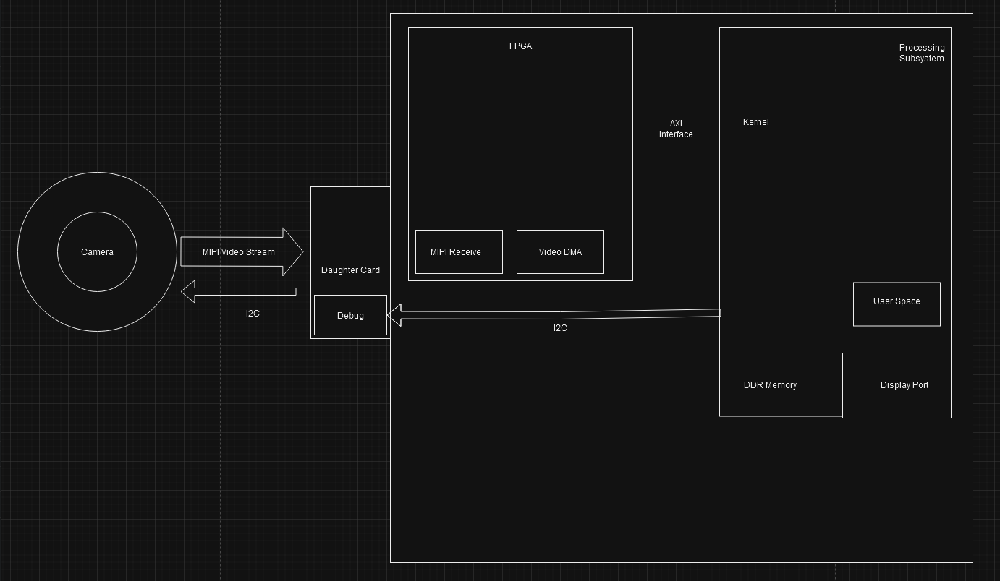 FPGA
Processing
Subsystem
AXI
Interface
Kernel
Camera
MIPI Video Stream
Daughter Card
MIPI Receive
Video DMA
I2C
Debug
I2C
User Space
DDR Memory
Display Port